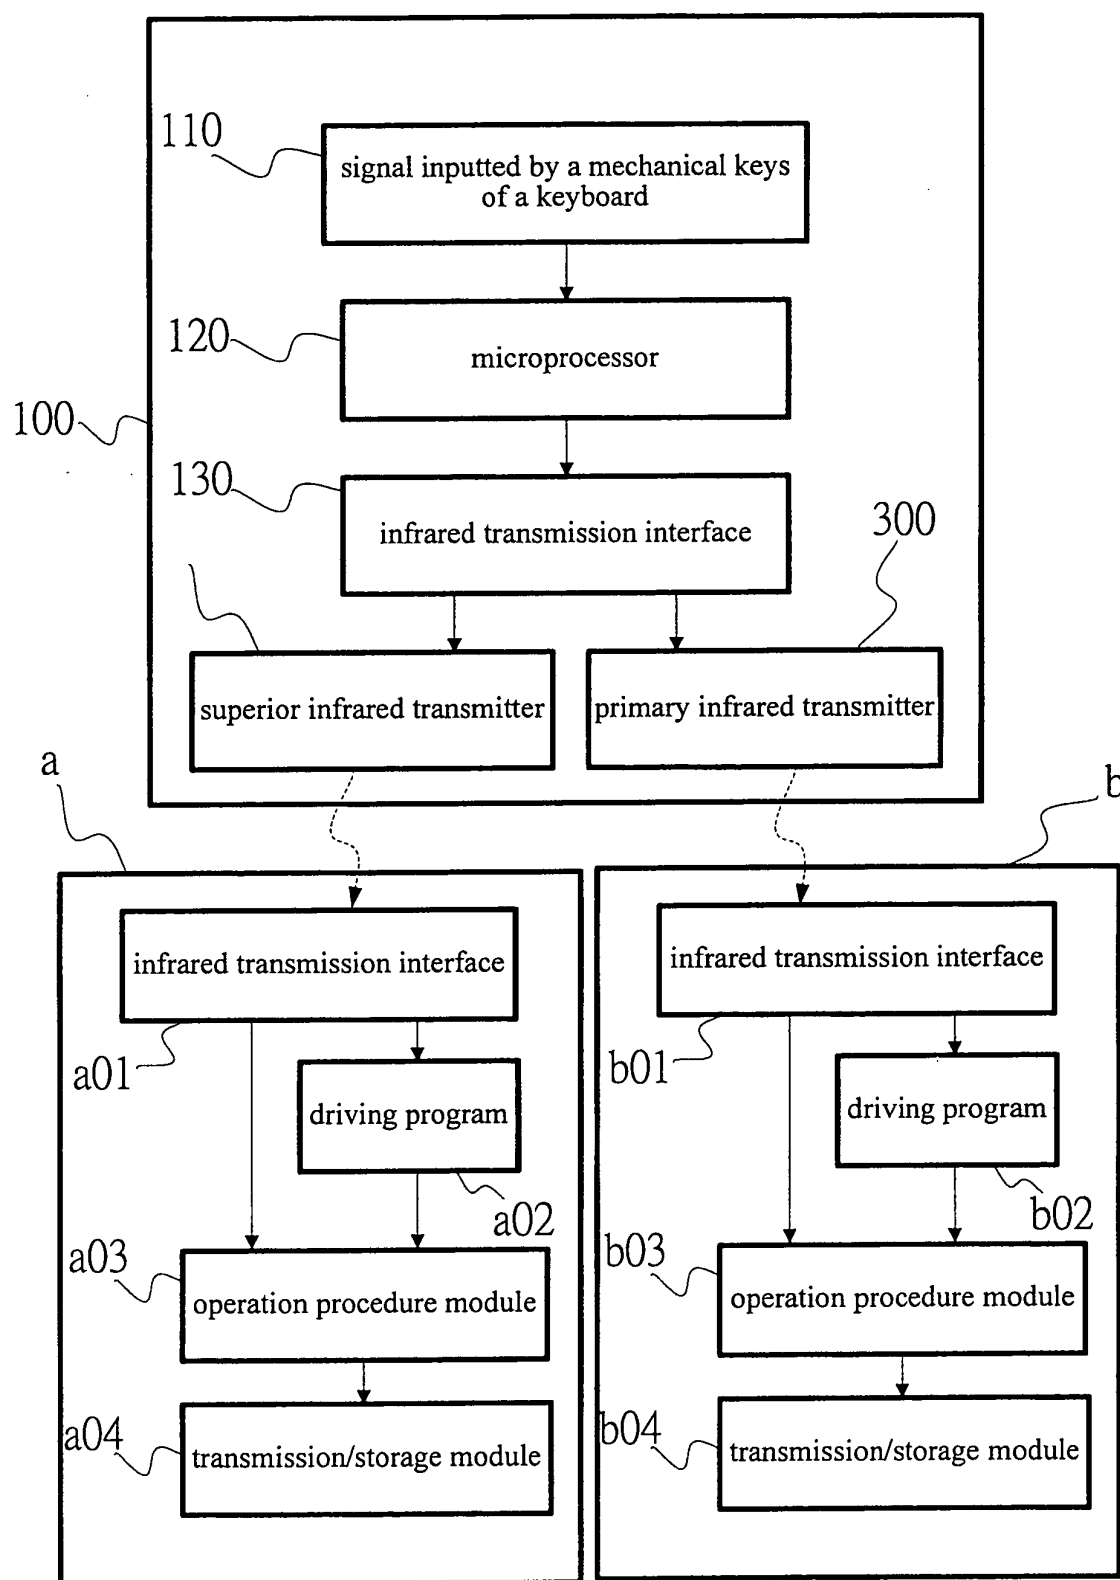 110
signal inputted by a mechanical keys
of a keyboard
120
microprocessor
100
130
infrared transmission interface
300
superior infrared transmitter
primary infrared transmitter
a
b
infrared transmission interface
infrared transmission interface
a01
b01
driving program
driving program
a02
b02
a03
b03
operation procedure module
operation procedure module
a04
b04
transmission/storage module
transmission/storage module